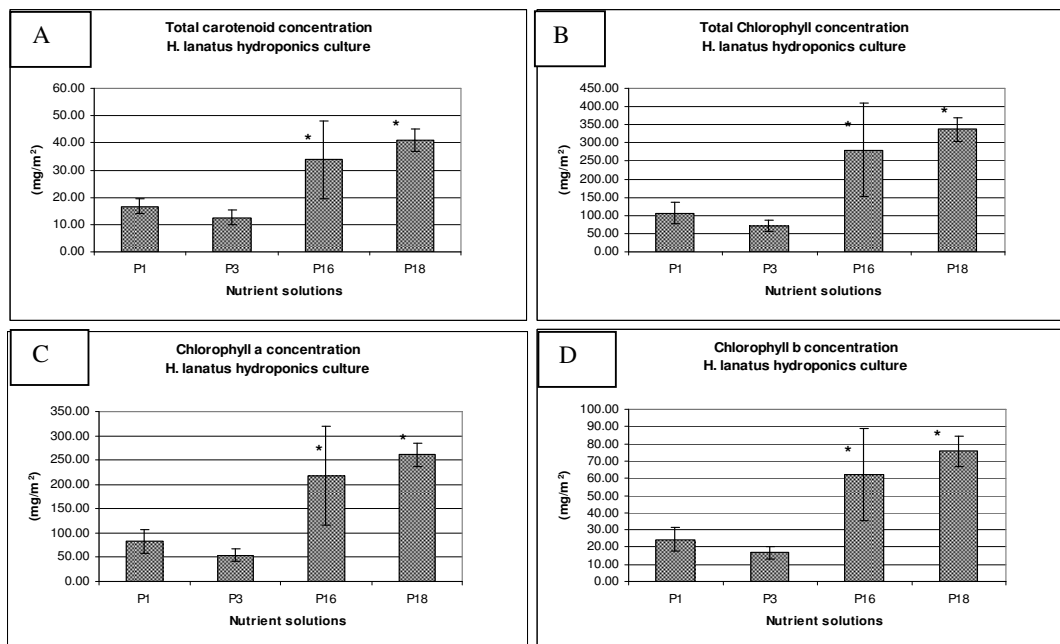 A
Total carotenoid concentration
H. lanatus hydroponics culture
60.00
50.00
40.00
30.00
20.00
10.00
0.00
(mg/m²)
P1 P3 P16 P18
* *
Nutrient solutions
B
Total Chlorophyll concentration
H. lanatus hydroponics culture
450.00
400.00
350.00
300.00
250.00
200.00
150.00
100.00
50.00
0.00
(mg/m²)
P1 P3 P16 P18
* *
Nutrient solutions
C
Chlorophyll a concentration
H. lanatus hydroponics culture
350.00
300.00
250.00
200.00
150.00
100.00
50.00
0.00
(mg/m²)
P1 P3 P16 P18
* *
Nutrient solutions
D
Chlorophyll b concentration
H. lanatus hydroponics culture
100.00
90.00
80.00
70.00
60.00
50.00
40.00
30.00
20.00
10.00
0.00
(mg/m²)
P1 P3 P16 P18
* *
Nutrient solutions